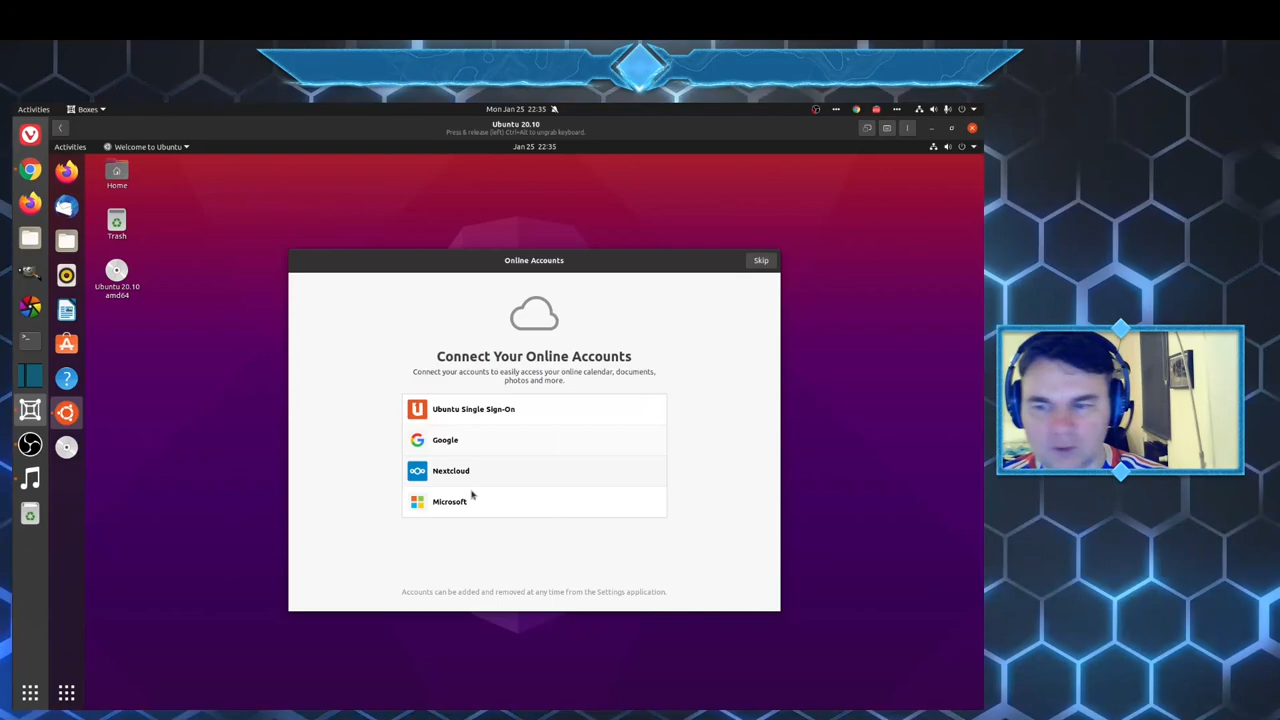 Activities
Boxes
Mon Jan 25 22:35
Ubuntu 20.10
Press & release (left) Ctrl+Alt to ungrab keyboard.
Activities
Welcome to Ubuntu
Jan 25 22:35
Home
Trash
Ubuntu 20.10
amd64
Online Accounts
Skip
Connect Your Online Accounts
Connect your accounts to easily access your online calendar, documents,
photos and more.
Ubuntu Single Sign-On
Google
Nextcloud
Microsoft
Accounts can be added and removed at any time from the Settings application.